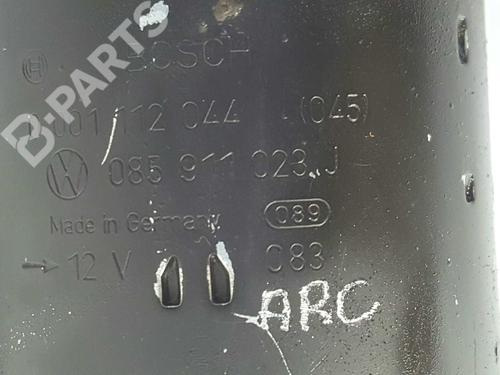 B-PARTS
BOSCH
0 001 112 044 (045)
085 911 023 J
Made in Germany 089
12 V 083
ARC